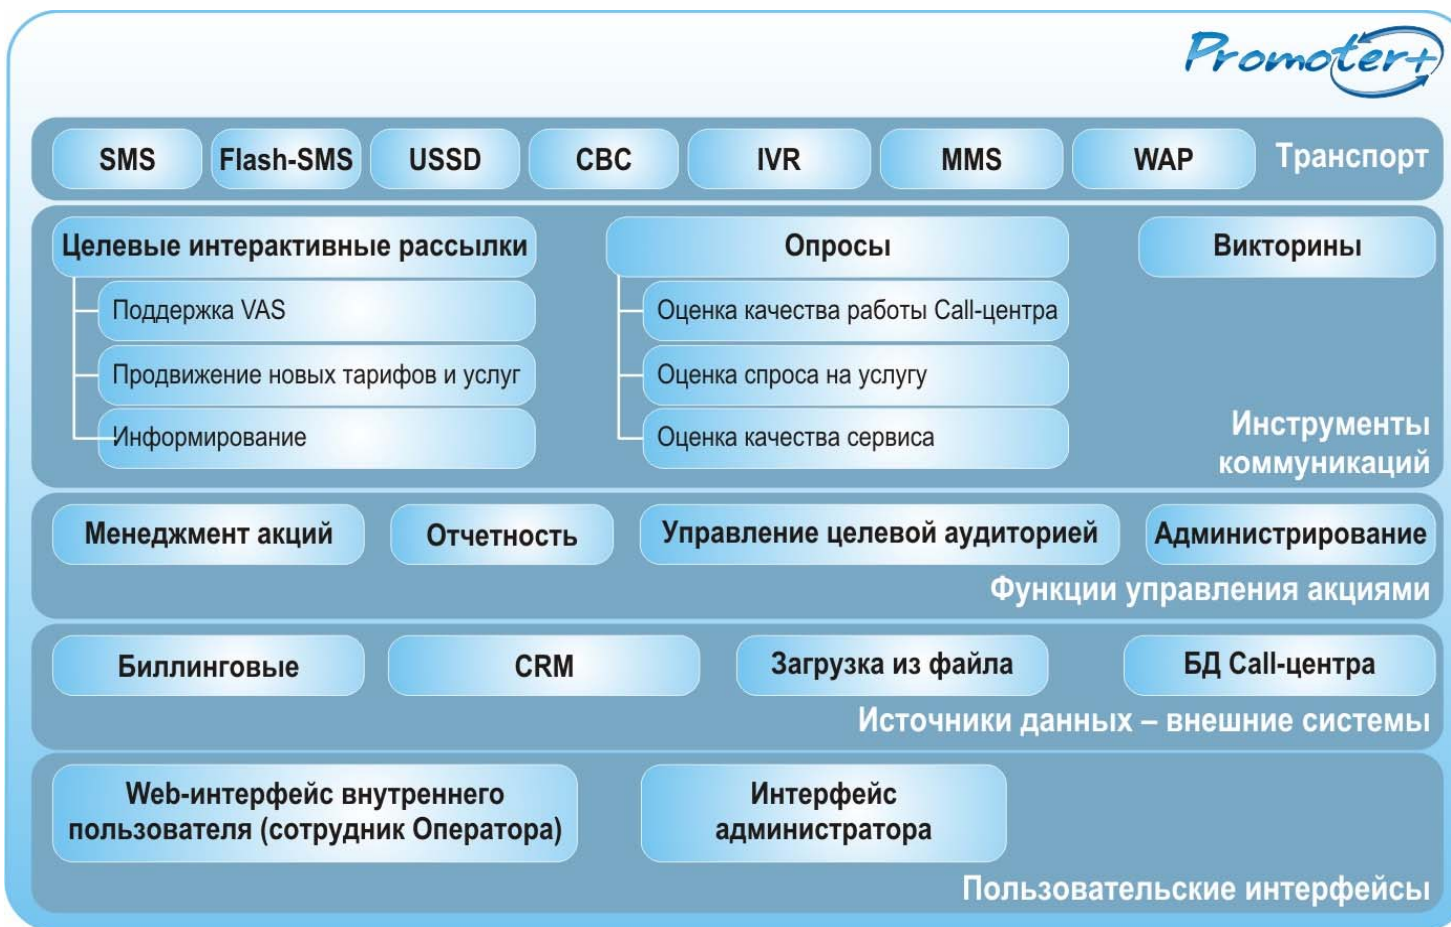 Promoter+
SMS
Flash-SMS
USSD
CBC
IVR
MMS
WAP
Транспорт
Целевые интерактивные рассылки
Поддержка VAS
Продвижение новых тарифов и услуг
Информирование
Опросы
Оценка качества работы Call-центра
Оценка спроса на услугу
Оценка качества сервиса
Викторины
Инструменты
коммуникаций
Менеджмент акций
Отчетность
Управление целевой аудиторией
Администрирование
Функции управления акциями
Биллинговые
CRM
Загрузка из файла
БД Call-центра
Источники данных – внешние системы
Web-интерфейс внутреннего
пользователя (сотрудник Оператора)
Интерфейс
администратора
Пользовательские интерфейсы